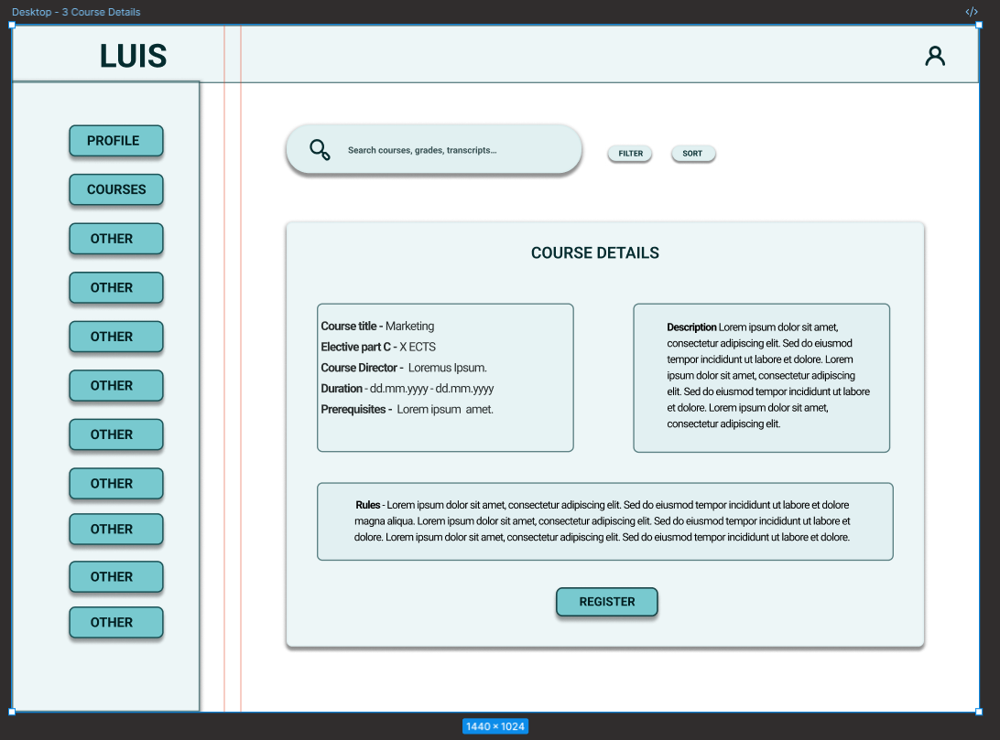 Desktop - 3 Course Details
</>
LUIS
PROFILE
COURSES
OTHER
OTHER
OTHER
OTHER
OTHER
OTHER
OTHER
OTHER
OTHER
Search courses, grades, transcripts...
FILTER
SORT
COURSE DETAILS
Course title - Marketing
Elective part C - X ECTS
Course Director - Loremus Ipsum.
Duration - dd.mm.yyyy - dd.mm.yyyy
Prerequisites - Lorem ipsum amet.
Description Lorem ipsum dolor sit amet,
consectetur adipiscing elit. Sed do eiusmod
tempor incididunt ut labore et dolore. Lorem
ipsum dolor sit amet, consectetur adipiscing
elit. Sed do eiusmod tempor incididunt ut labore
et dolore. Lorem ipsum dolor sit amet,
consectetur adipiscing elit.
Rules - Lorem ipsum dolor sit amet, consectetur adipiscing elit. Sed do eiusmod tempor incididunt ut labore et dolore
magna aliqua. Lorem ipsum dolor sit amet, consectetur adipiscing elit. Sed do eiusmod tempor incididunt ut labore et
dolore. Lorem ipsum dolor sit amet, consectetur adipiscing elit. Sed do eiusmod tempor incididunt ut labore et dolore.
REGISTER
1440 × 1024